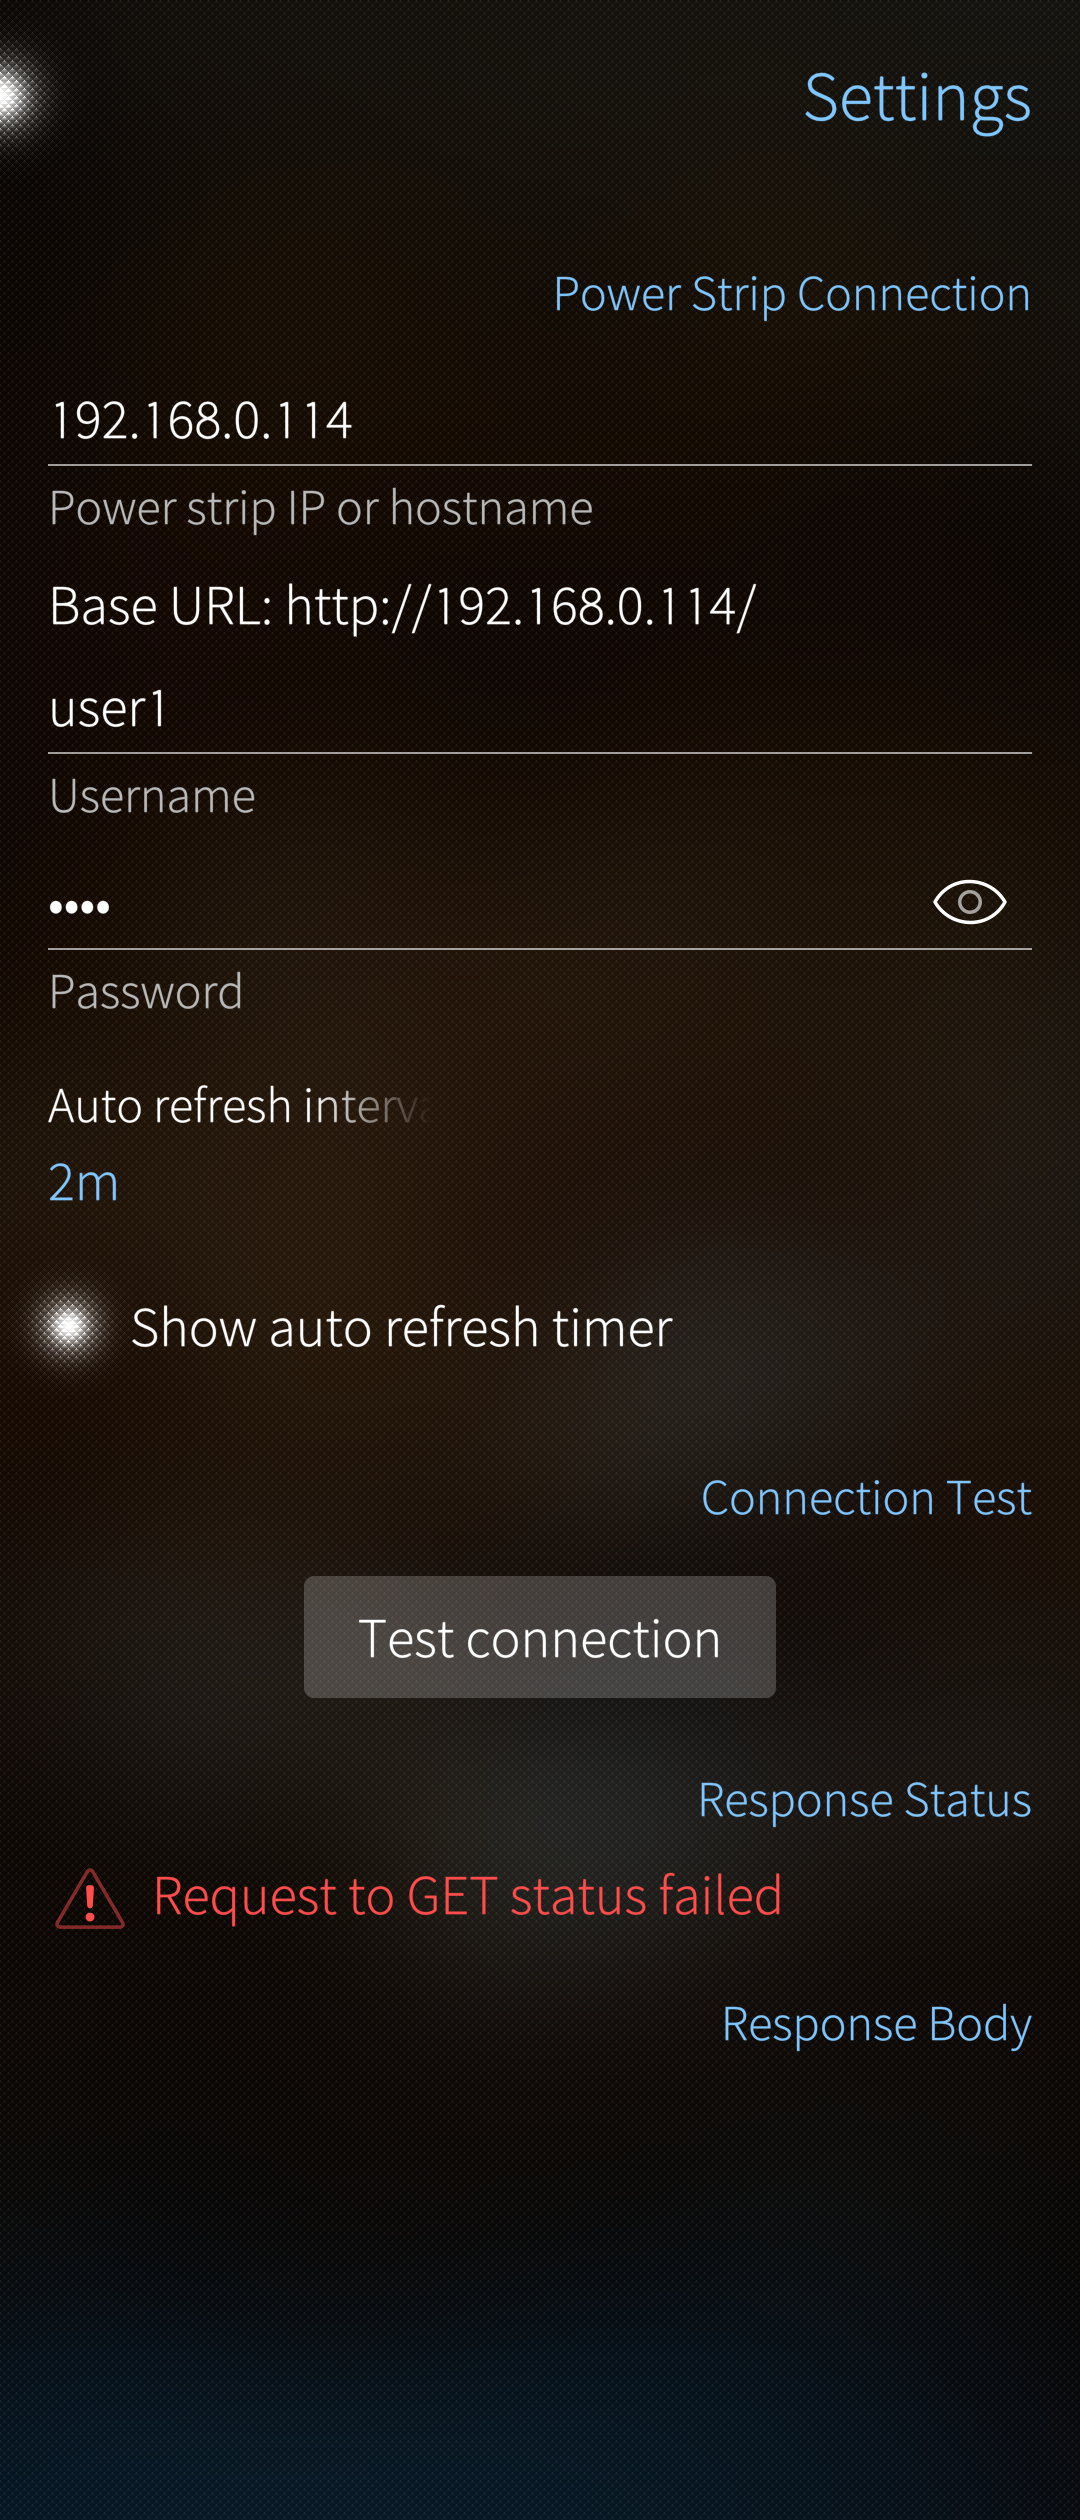 Settings
Power Strip Connection
192.168.0.114
Power strip IP or hostname
Base URL: http://192.168.0.114/
user1
Username
••••
Password
Auto refresh
2m
Show auto refresh timer
Connection Test
Test connection
Response Status
Request to GET status failed
Response Body